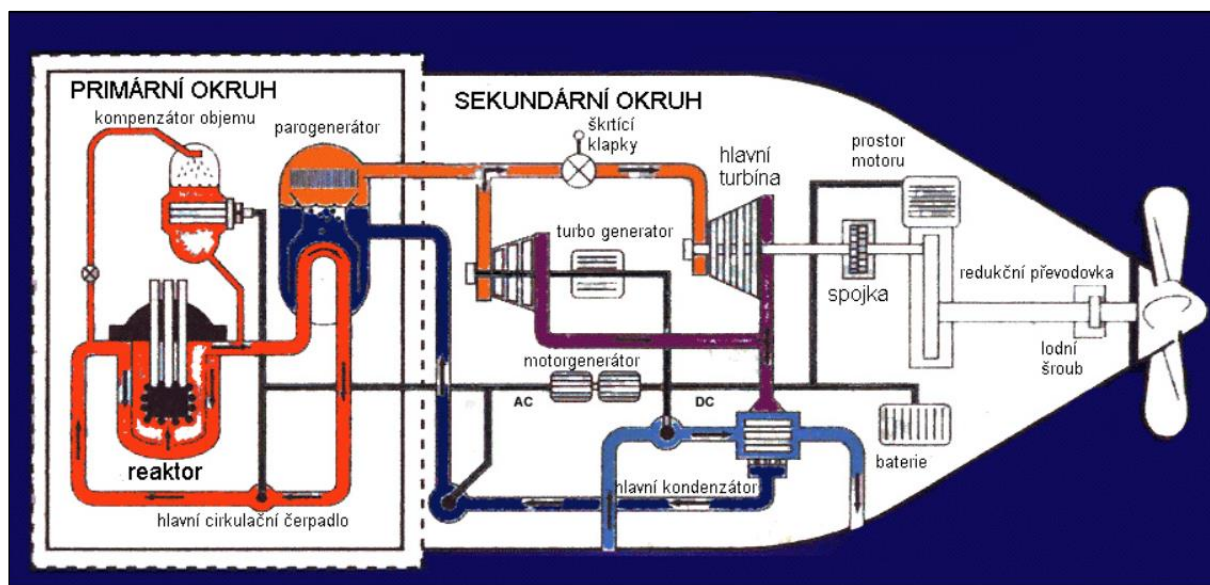 PRIMÁRNÍ OKRUH
kompenzátor objemu
parogenerátor
reaktor
hlavní cirkulační čerpadlo
SEKUNDÁRNÍ OKRUH
škrtící
klapky
hlavní
turbína
prostor
motoru
turbo generator
spojka
redukční převodovka
lodní
šroub
motorgenerátor
AC
DC
baterie
hlavní kondenzátor